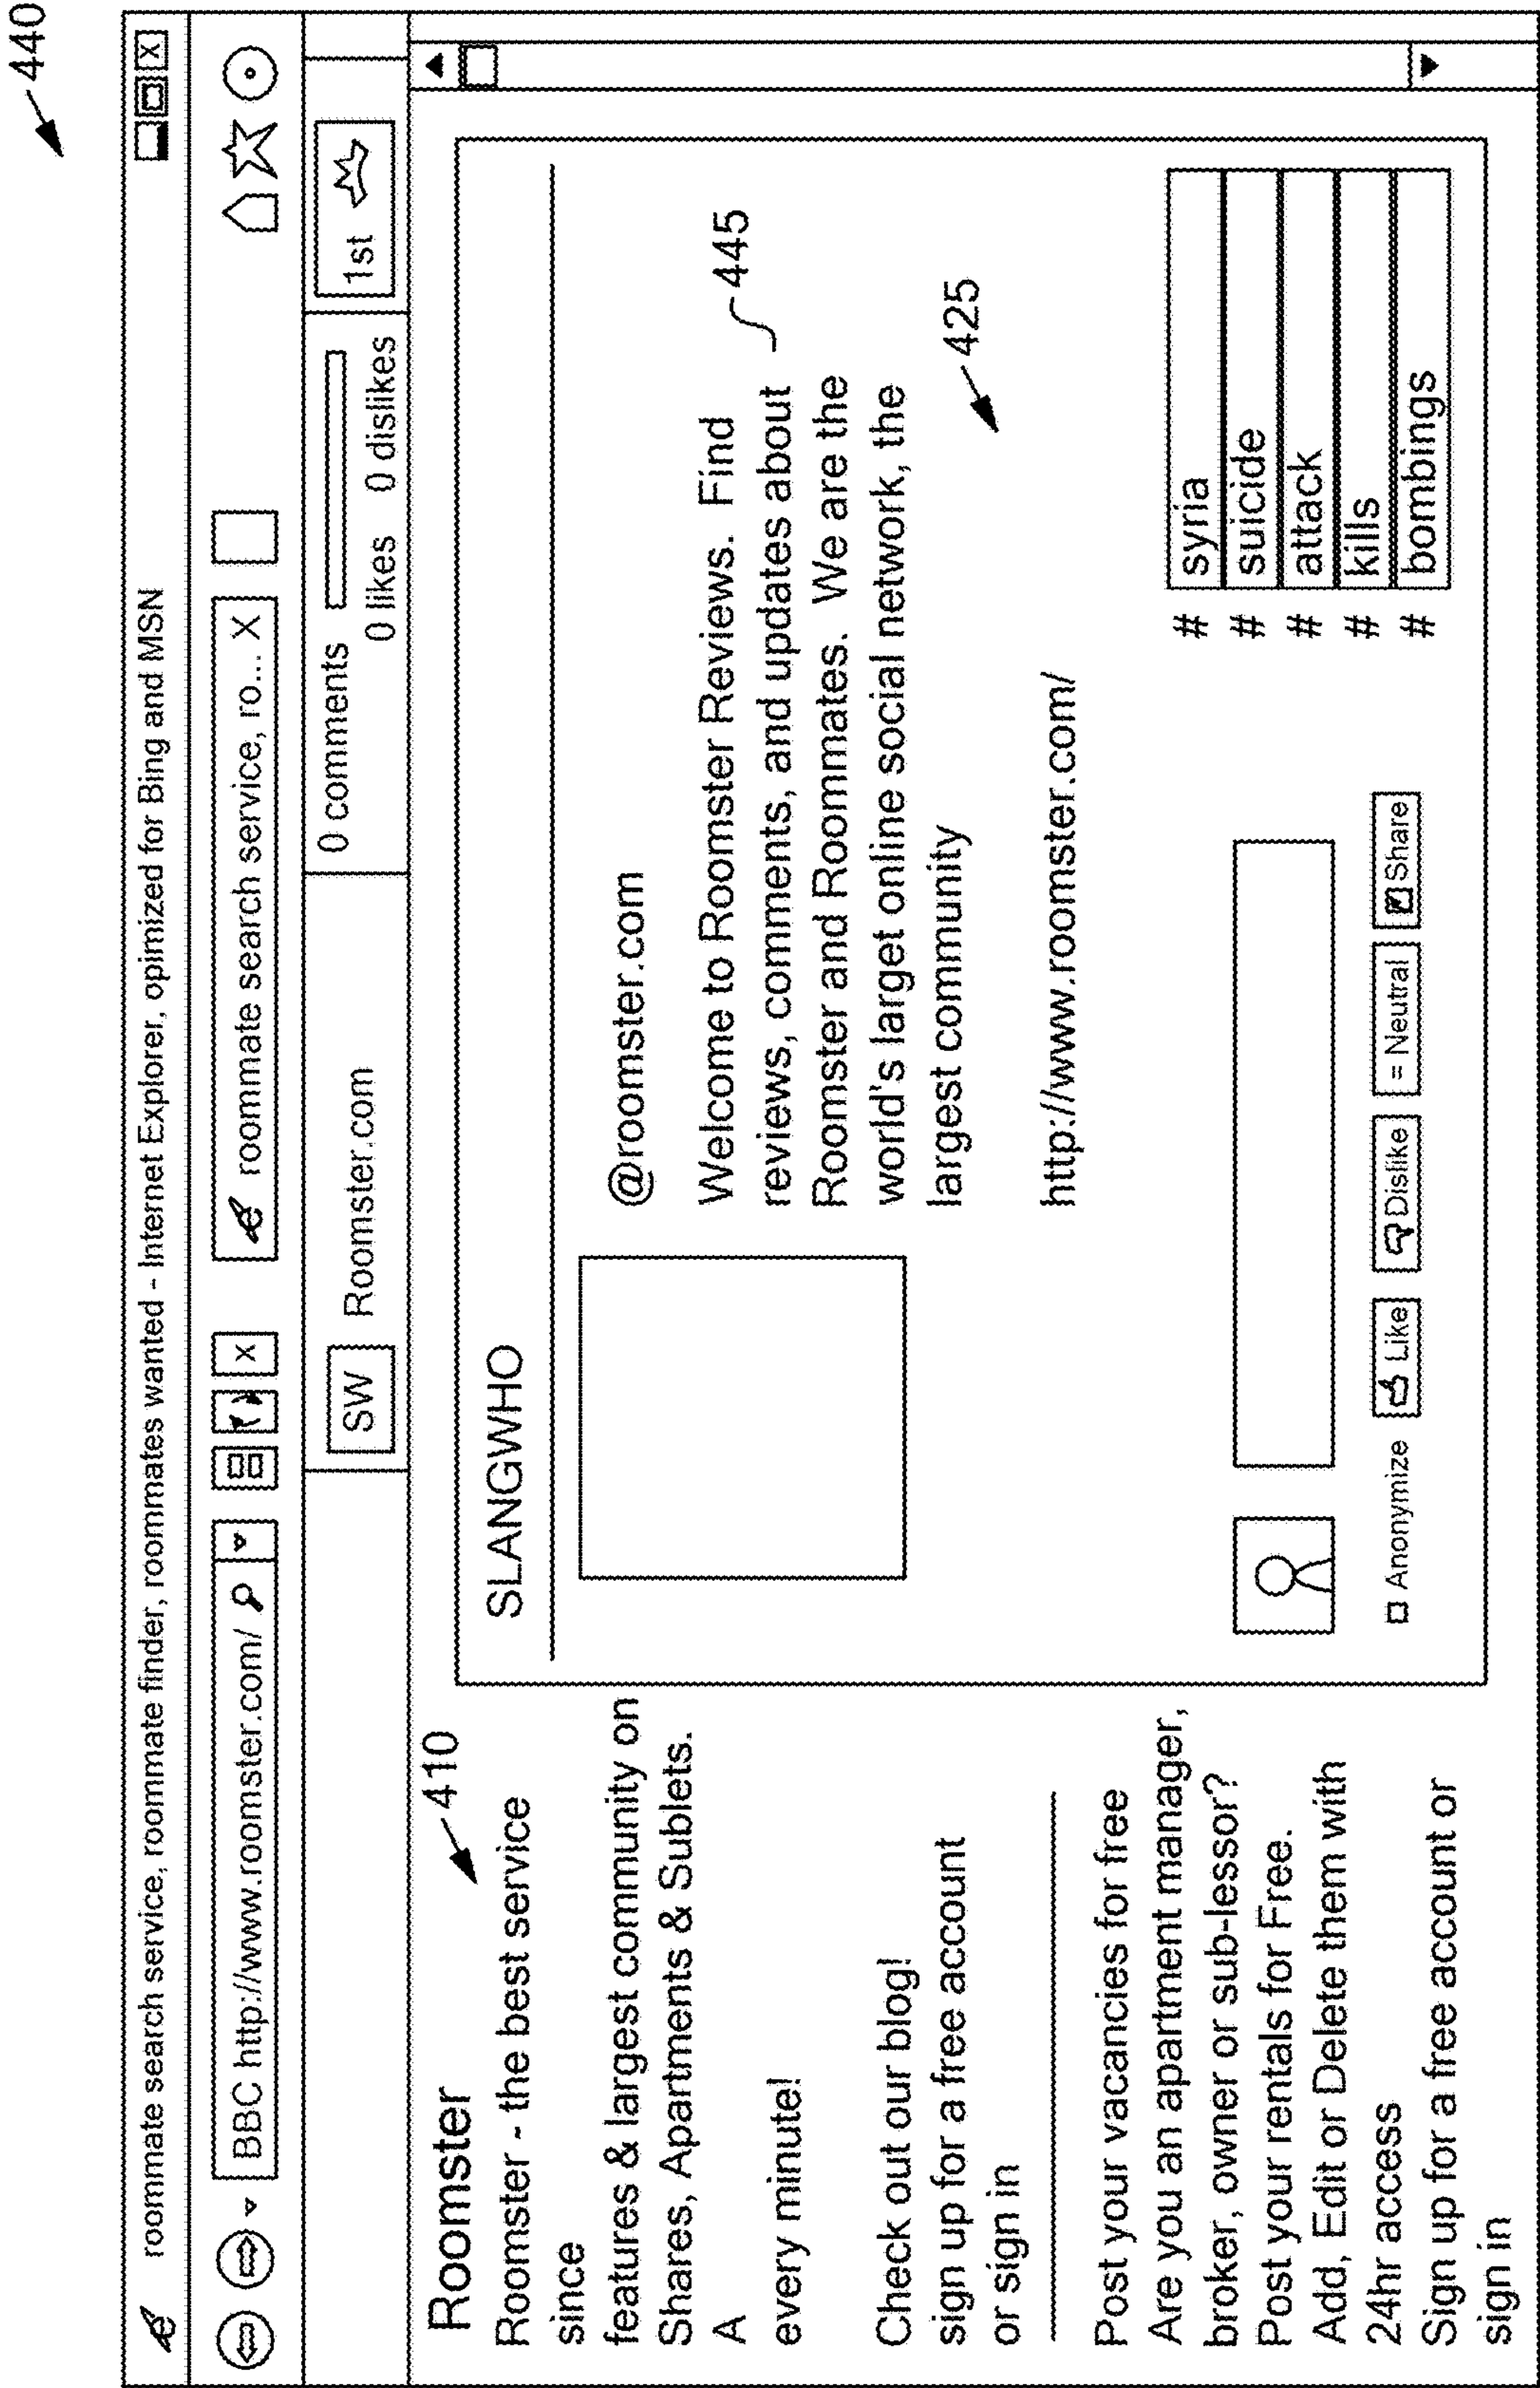 440
roommate search service, roommate finder, roommates wanted - Internet Explorer, opimized for Bing and MSN
X
BBC http://www.roomster.com/
X
roommate search service, ro... X
SW Roomster.com
0 comments
0 likes 0 dislikes
1st
Roomster
410
Roomster - the best service
since
features & largest community on
Shares, Apartments & Sublets.
A
every minute!
Check out our blog!
sign up for a free account
or sign in
Post your vacancies for free
Are you an apartment manager,
broker, owner or sub-lessor?
Post your rentals for Free.
Add, Edit or Delete them with
24hr access
Sign up for a free account or
sign in
SLANGWHO
@roomster.com
Welcome to Roomster Reviews. Find
reviews, comments, and updates about
Roomster and Roommates. We are the
world's larget online social network, the
largest community
445
425
http://www.roomster.com/
# syria
# suicide
# attack
# kills
# bombings
Anonymize
Like
Dislike
= Neutral
Share